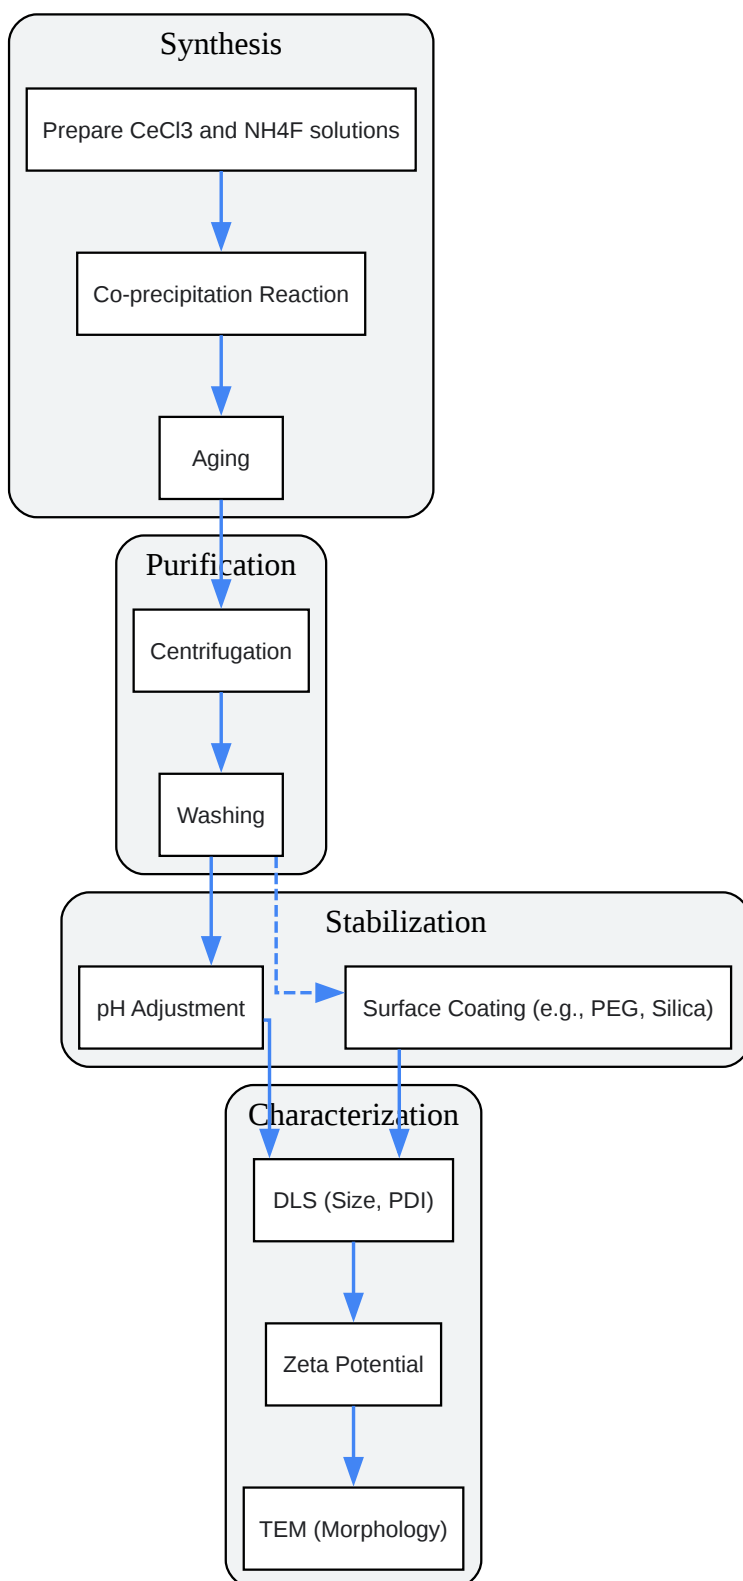 Synthesis
Prepare CeCl3 and NH4F solutions
Co-precipitation Reaction
Aging
Purification
Centrifugation
Washing
Stabilization
pH Adjustment
Surface Coating (e.g., PEG, Silica)
Characterization
DLS (Size, PDI)
Zeta Potential
TEM (Morphology)